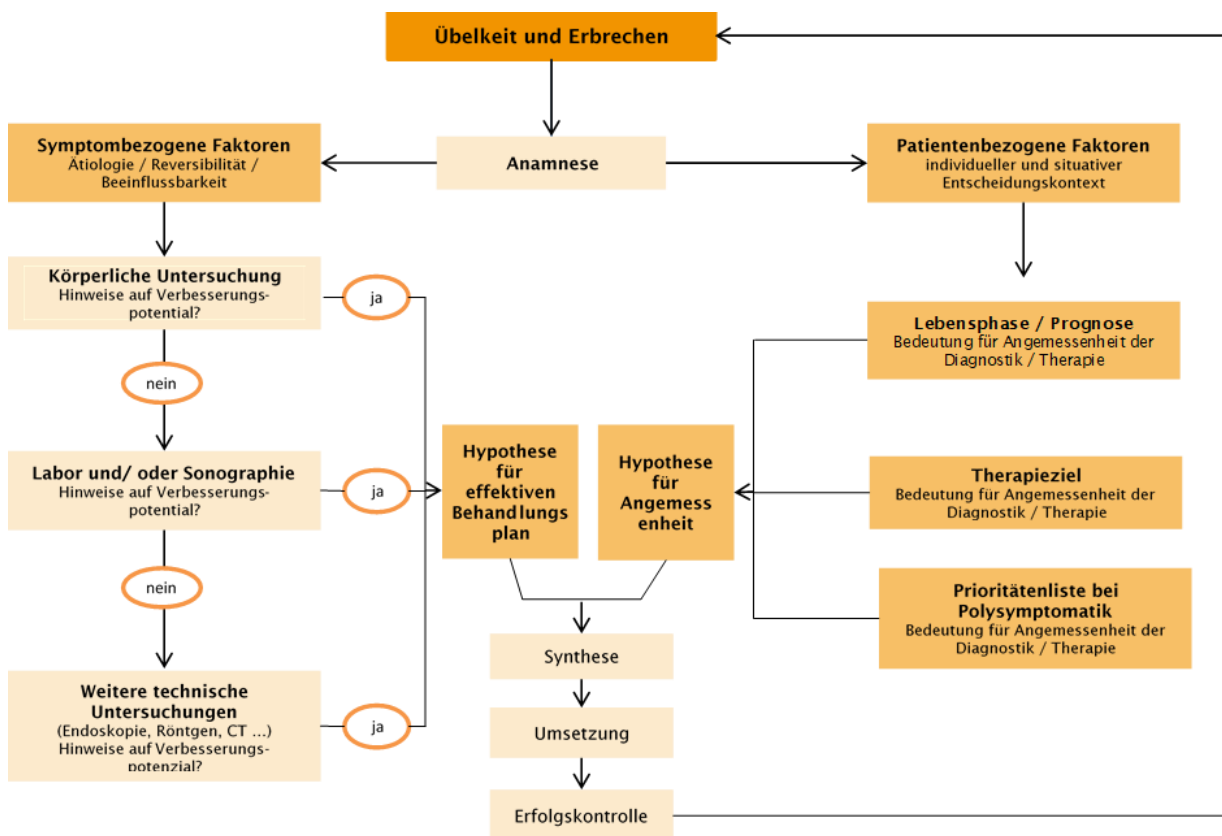 Übelkeit und Erbrechen
Anamnese
Symptombezogene Faktoren
Ätiologie / Reversibilität /
Beeinflussbarkeit
Körperliche Untersuchung
Hinweise auf Verbesserungs-
potential?
ja
nein
Labor und/ oder Sonographie
Hinweise auf Verbesserungs-
potential?
ja
nein
Weitere technische
Untersuchungen
(Endoskopie, Röntgen, CT ...)
Hinweise auf Verbesserungs-
potenzial?
ja
Patientenbezogene Faktoren
individueller und situativer
Entscheidungskontext
Lebensphase / Prognose
Bedeutung für Angemessenheit der
Diagnostik / Therapie
Therapieziel
Bedeutung für Angemessenheit der
Diagnostik / Therapie
Prioritätenliste bei
Polysymptomatik
Bedeutung für Angemessenheit der
Diagnostik / Therapie
Hypothese
für
effektiven
Behandlungs
plan
Hypothese
für
Angemess
enheit
Synthese
Umsetzung
Erfolgskontrolle